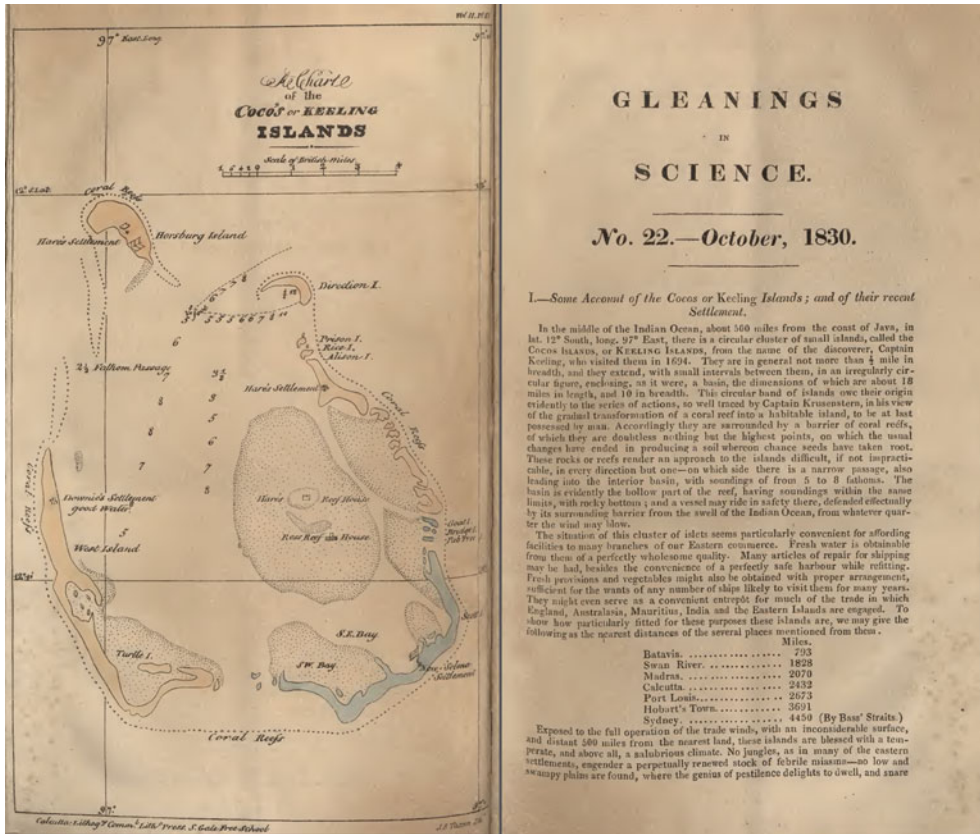 97° East Long.
Chart
of the
COCO'S or KEELING
ISLANDS
Scale of British Miles
Coral Reefs
Hare's Settlement
Horsburg Island
Direction I.
Prison I.
Rice I.
Alison I.
2½ Fathom Passage
Hare's Settlement
Coral Reefs
Coral Reefs
Hare's
Reef House
Ross Reef House
Downie's Settlement
good Water
West Island
Goat I.
S.E. Bay
S.W. Bay
Turtle I.
New-Selma
Settlement
Coral Reefs
97°
GLEANINGS
IN
SCIENCE.
No. 22.—October, 1830.
I.—Some Account of the Cocos or Keeling Islands; and of their recent
Settlement.
In the middle of the Indian Ocean, about 500 miles from the coast of Java, in
lat. 12° South, long. 97° East, there is a circular cluster of small islands, called the
COCOS ISLANDS, or KEELING ISLANDS, from the name of the discoverer, Captain
Keeling, who visited them in 1694. They are in general not more than ¼ mile in
breadth, and they extend, with small intervals between them, in an irregularly cir-
cular figure, enclosing, as it were, a basin, the dimensions of which are about 18
miles in length, and 10 in breadth. This circular band of islands owe their origin
evidently to the series of actions, so well traced by Captain Krusenstern, in his view
of the gradual transformation of a coral reef into a habitable island, to be at last
possessed by man. Accordingly they are surrounded by a barrier of coral reefs,
of which they are doubtless nothing but the highest points, on which the usual
changes have ended in producing a soil whereon chance seeds have taken root.
These rocks or reefs render an approach to the islands difficult, if not impracti-
cable, in every direction but one—on which side there is a narrow passage, also
leading into the interior basin, with soundings of from 5 to 8 fathoms. The
basin is evidently the hollow part of the reef, having soundings within the same
limits, with rocky bottom; and a vessel may ride in safety there, defended effectually
by its surrounding barrier from the swell of the Indian Ocean, from whatever quar-
ter the wind may blow.
The situation of this cluster of islets seems particularly convenient for affording
facilities to many branches of our Eastern commerce. Fresh water is obtainable
from them of a perfectly wholesome quality. Many articles of repair for shipping
may be had, besides the convenience of a perfectly safe harbour while refitting.
Fresh provisions and vegetables might also be obtained with proper arrangement,
sufficient for the wants of any number of ships likely to visit them for many years.
They might even serve as a convenient entrepôt for much of the trade in which
England, Australasia, Mauritius, India and the Eastern Islands are engaged. To
show how particularly fitted for these purposes these islands are, we may give the
following as the nearest distances of the several places mentioned from them.
Miles.
Batavia. .................. 793
Swan River. ............. 1828
Madras. .................. 2070
Calcutta. ................. 2432
Port Louis. .............. 2673
Hobart's Town. ........... 3691
Sydney. .................. 4450 (By Bass' Straits.)
Exposed to the full operation of the trade winds, with an inconsiderable surface,
and distant 500 miles from the nearest land, these islands are blessed with a tem-
perate, and above all, a salubrious climate. No jungles, as in many of the eastern
settlements, engender a perpetually renewed stock of febrile miasma—no low and
swampy plains are found, where the genius of pestilence delights to dwell, and snare